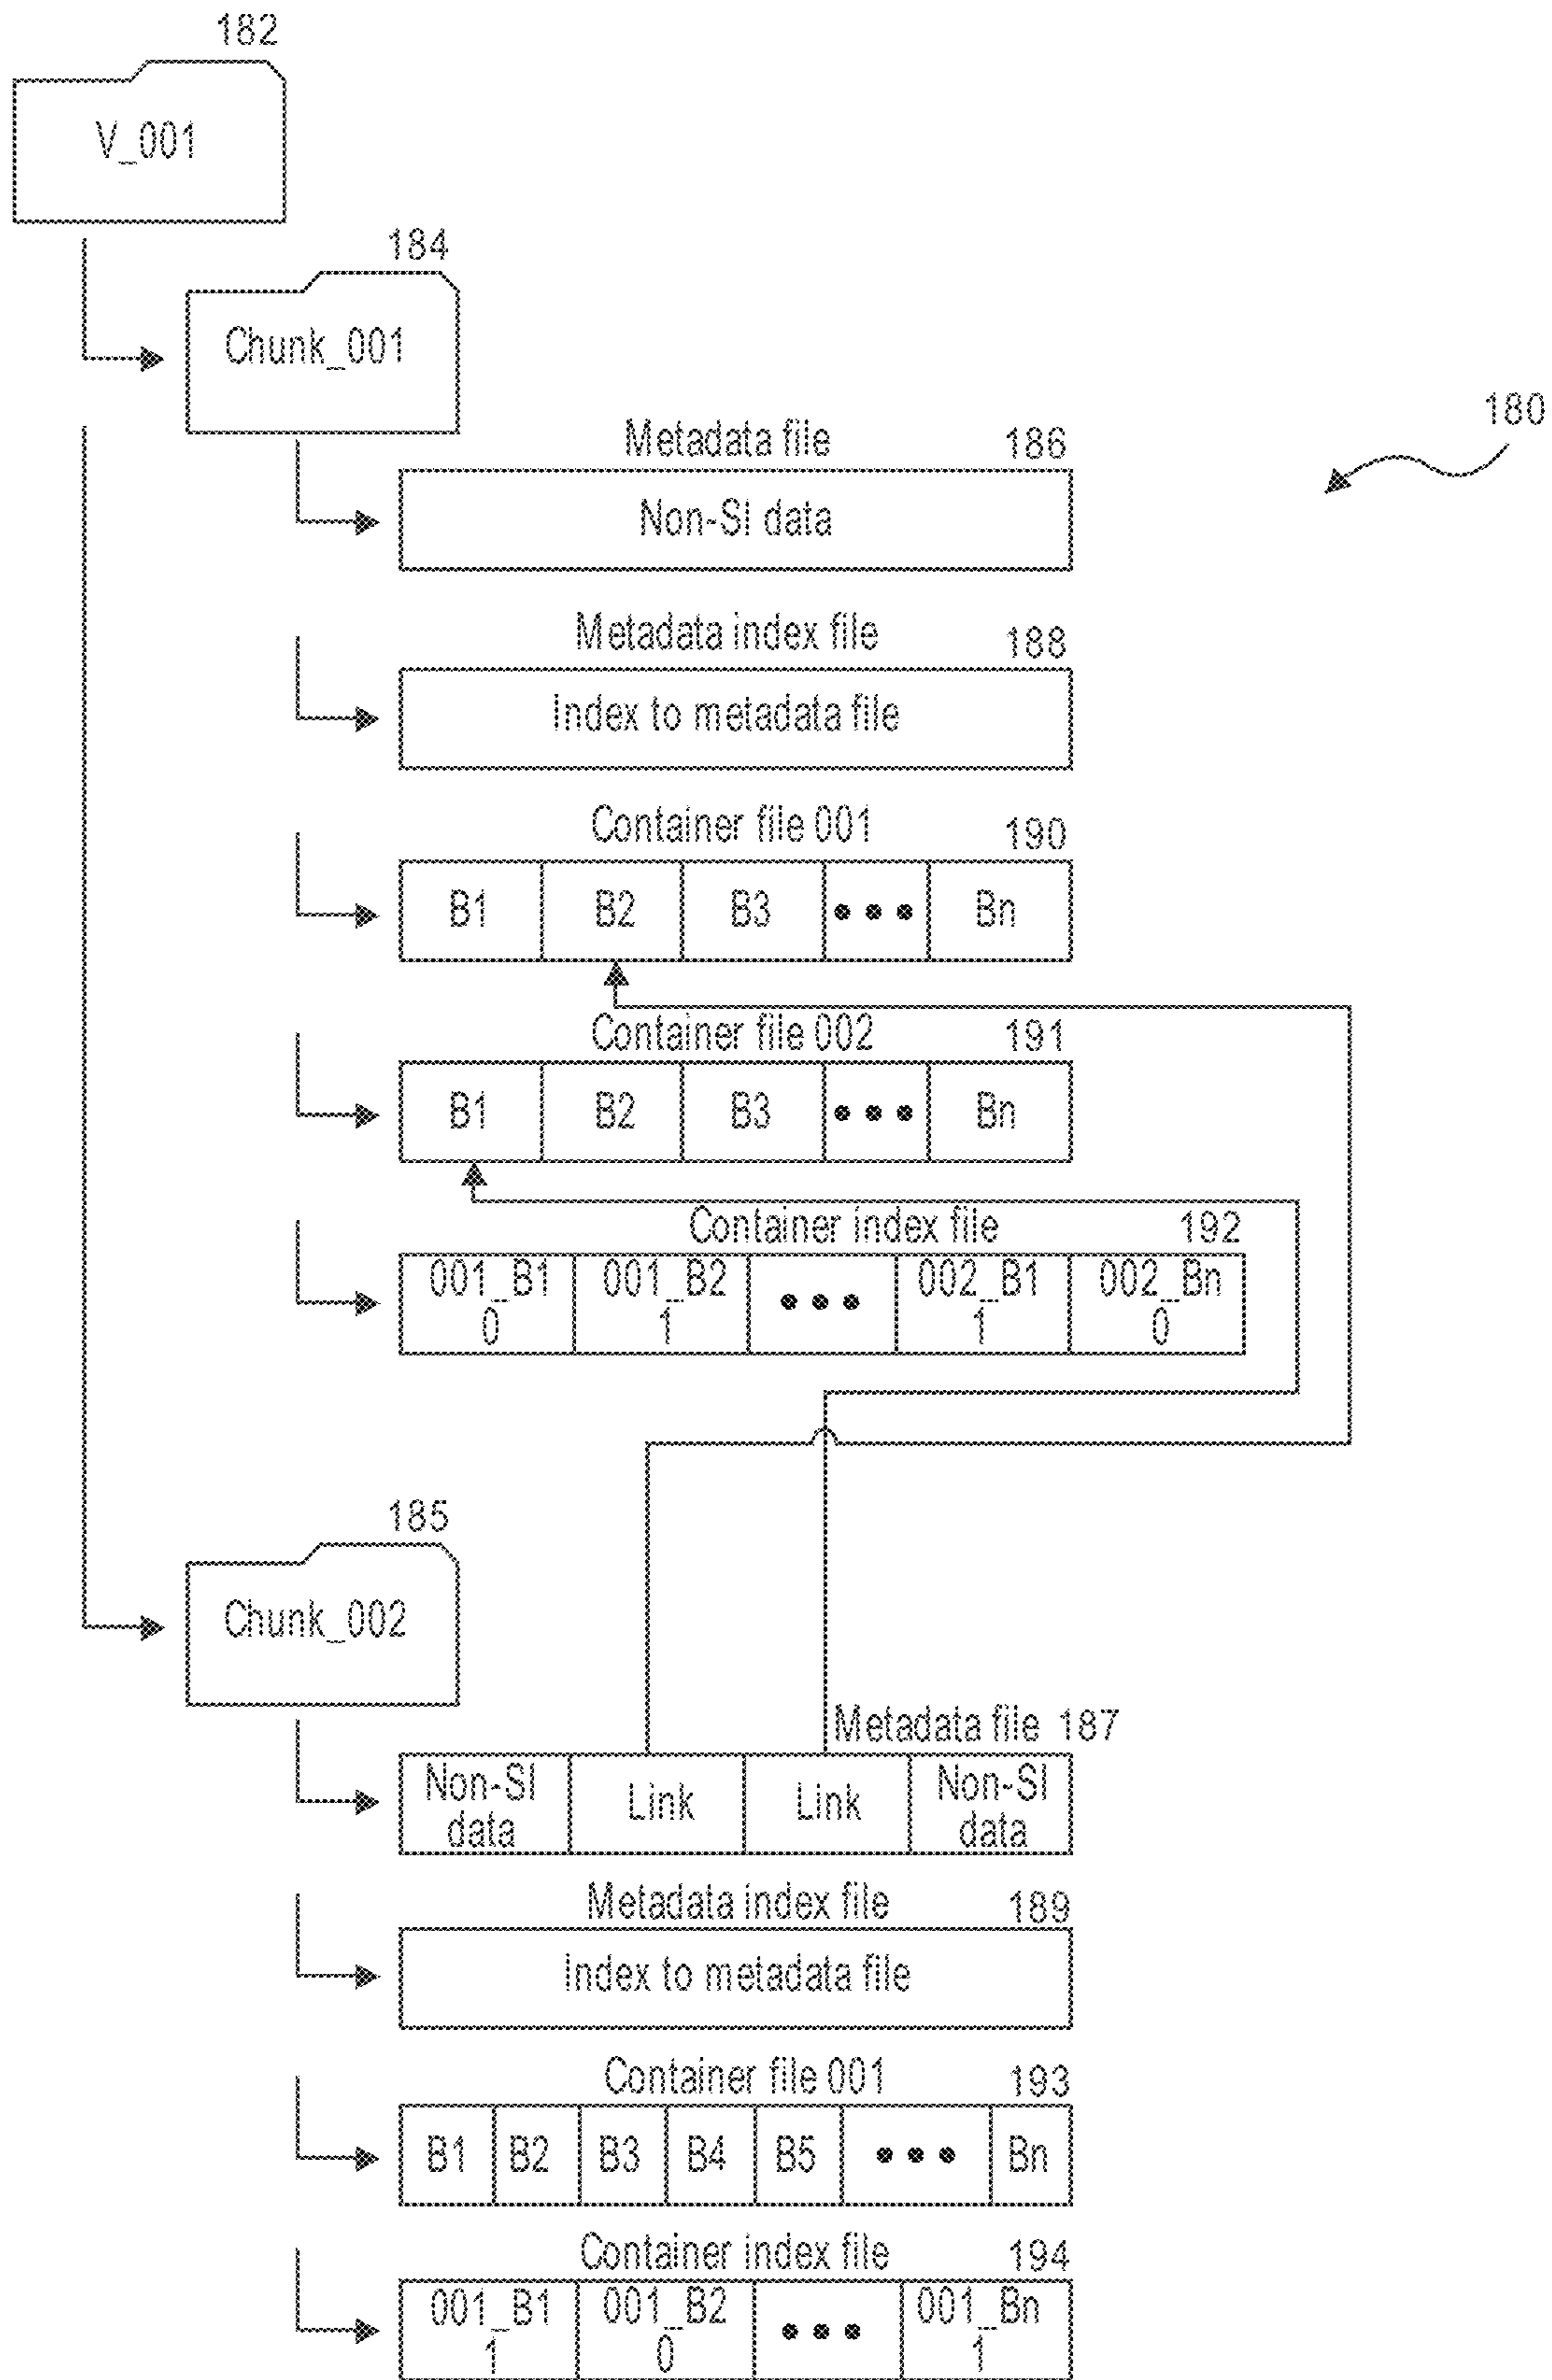 182
V_001
184
Chunk_001
180
Metadata file 186
Non-SI data
Metadata index file 188
Index to metadata file
Container file 001 190
B1 B2 B3 ••• Bn
Container file 002 191
B1 B2 B3 ••• Bn
Container index file 192
001_B1 001_B2 ••• 002_B1 002_Bn
0 1 1 0
185
Chunk_002
Metadata file 187
Non-SI Link Link Non-SI
data data
Metadata index file 189
Index to metadata file
Container file 001 193
B1 B2 B3 B4 B5 ••• Bn
Container index file 194
001_B1 001_B2 ••• 001_Bn
1 0 1